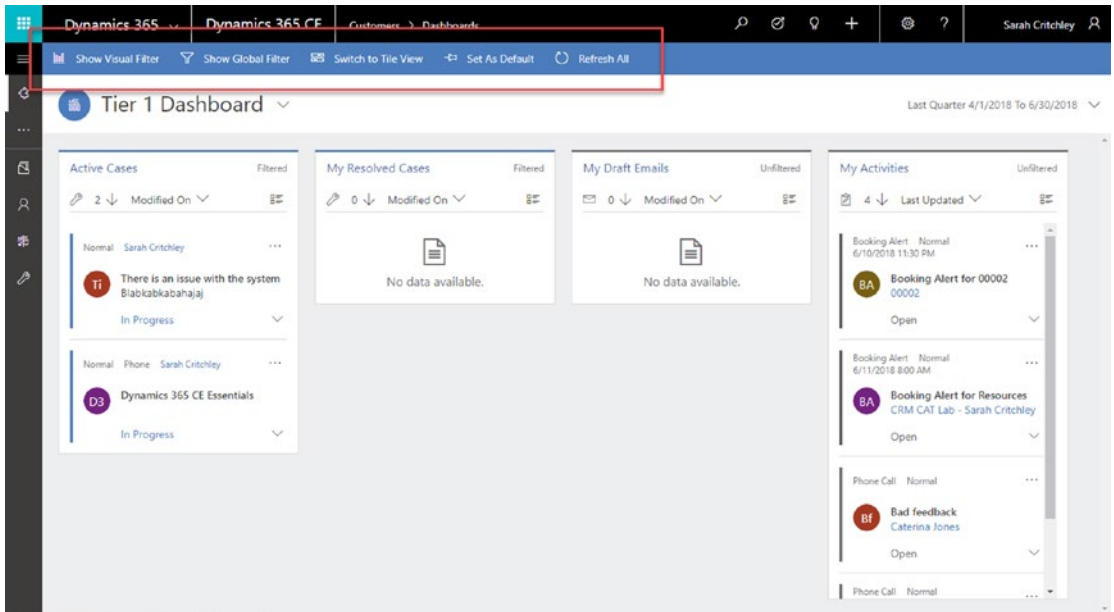 Dynamics 365 Dynamics 365 CE Customers > Dashboards + ? Sarah Critchley
Show Visual Filter Show Global Filter Switch to Tile View Set As Default Refresh All
Tier 1 Dashboard Last Quarter 4/1/2018 To 6/30/2018
Active Cases Filtered
2 Modified On
Normal Sarah Critchley ...
Ti There is an issue with the system
Blabkabkabahajaj
In Progress
Normal Phone Sarah Critchley ...
D3 Dynamics 365 CE Essentials
In Progress
My Resolved Cases Filtered
0 Modified On
No data available.
My Draft Emails Unfiltered
0 Modified On
No data available.
My Activities Unfiltered
4 Last Updated
Booking Alert Normal ...
6/10/2018 11:30 PM
BA Booking Alert for 00002
00002
Open
Booking Alert Normal ...
6/11/2018 8:00 AM
BA Booking Alert for Resources
CRM CAT Lab - Sarah Critchley
Open
Phone Call Normal ...
Bf Bad feedback
Caterina Jones
Open
Phone Call Normal ...